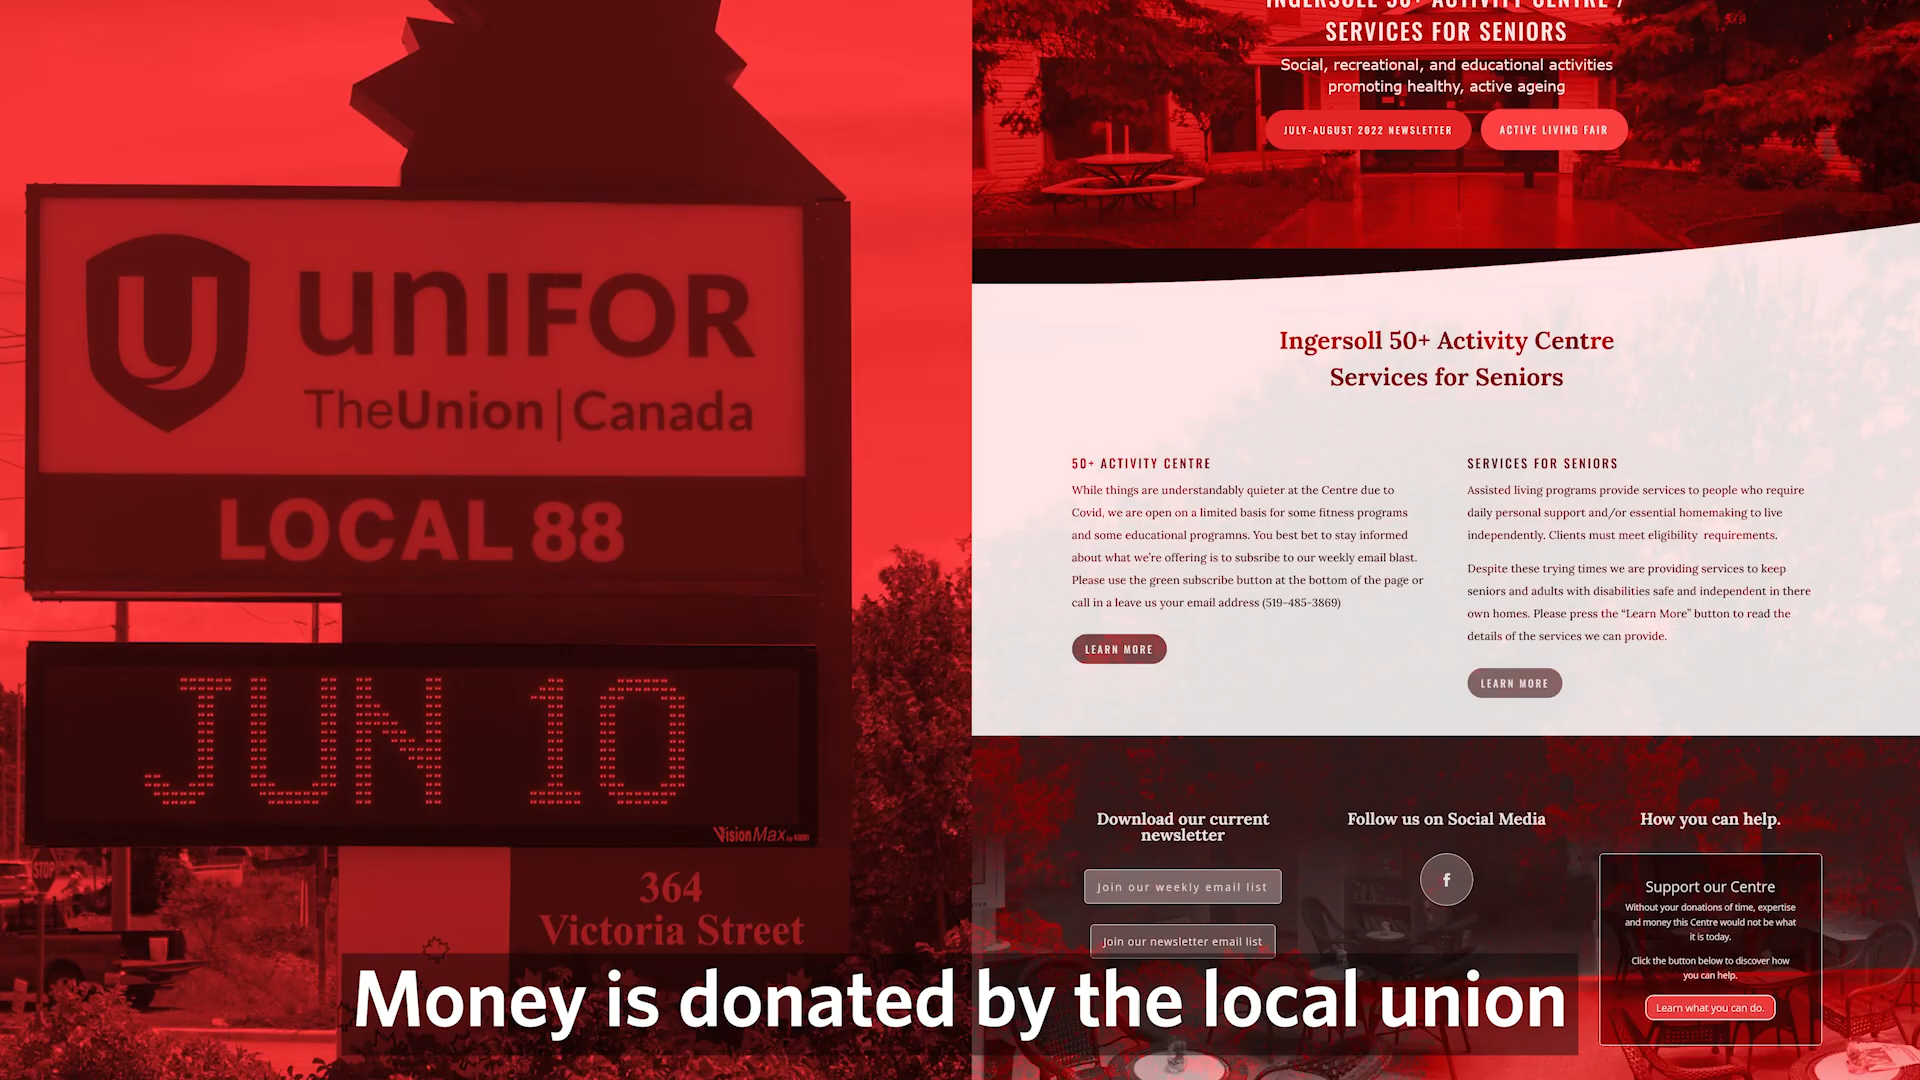 UNIFOR
TheUnion | Canada
LOCAL 88
JUN 10
VisionMax
364
Victoria Street
STOP
INGERSOLL 50+ ACTIVITY CENTRE /
SERVICES FOR SENIORS
Social, recreational, and educational activities
promoting healthy, active ageing
JULY-AUGUST 2022 NEWSLETTER
ACTIVE LIVING FAIR
Ingersoll 50+ Activity Centre
Services for Seniors
50+ ACTIVITY CENTRE
While things are understandably quieter at the Centre due to
Covid, we are open on a limited basis for some fitness programs
and some educational programns. You best bet to stay informed
about what we're offering is to subsribe to our weekly email blast.
Please use the green subscribe button at the bottom of the page or
call in a leave us your email address (519-485-3869)
LEARN MORE
SERVICES FOR SENIORS
Assisted living programs provide services to people who require
daily personal support and/or essential homemaking to live
independently. Clients must meet eligibility requirements.
Despite these trying times we are providing services to keep
seniors and adults with disabilities safe and independent in there
own homes. Please press the “Learn More” button to read the
details of the services we can provide.
LEARN MORE
Download our current
newsletter
Join our weekly email list
Join our newsletter email list
Follow us on Social Media
f
How you can help.
Support our Centre
Without your donations of time, expertise
and money this Centre would not be what
it is today.
Click the button below to discover how
you can help.
Learn what you can do.
Money is donated by the local union